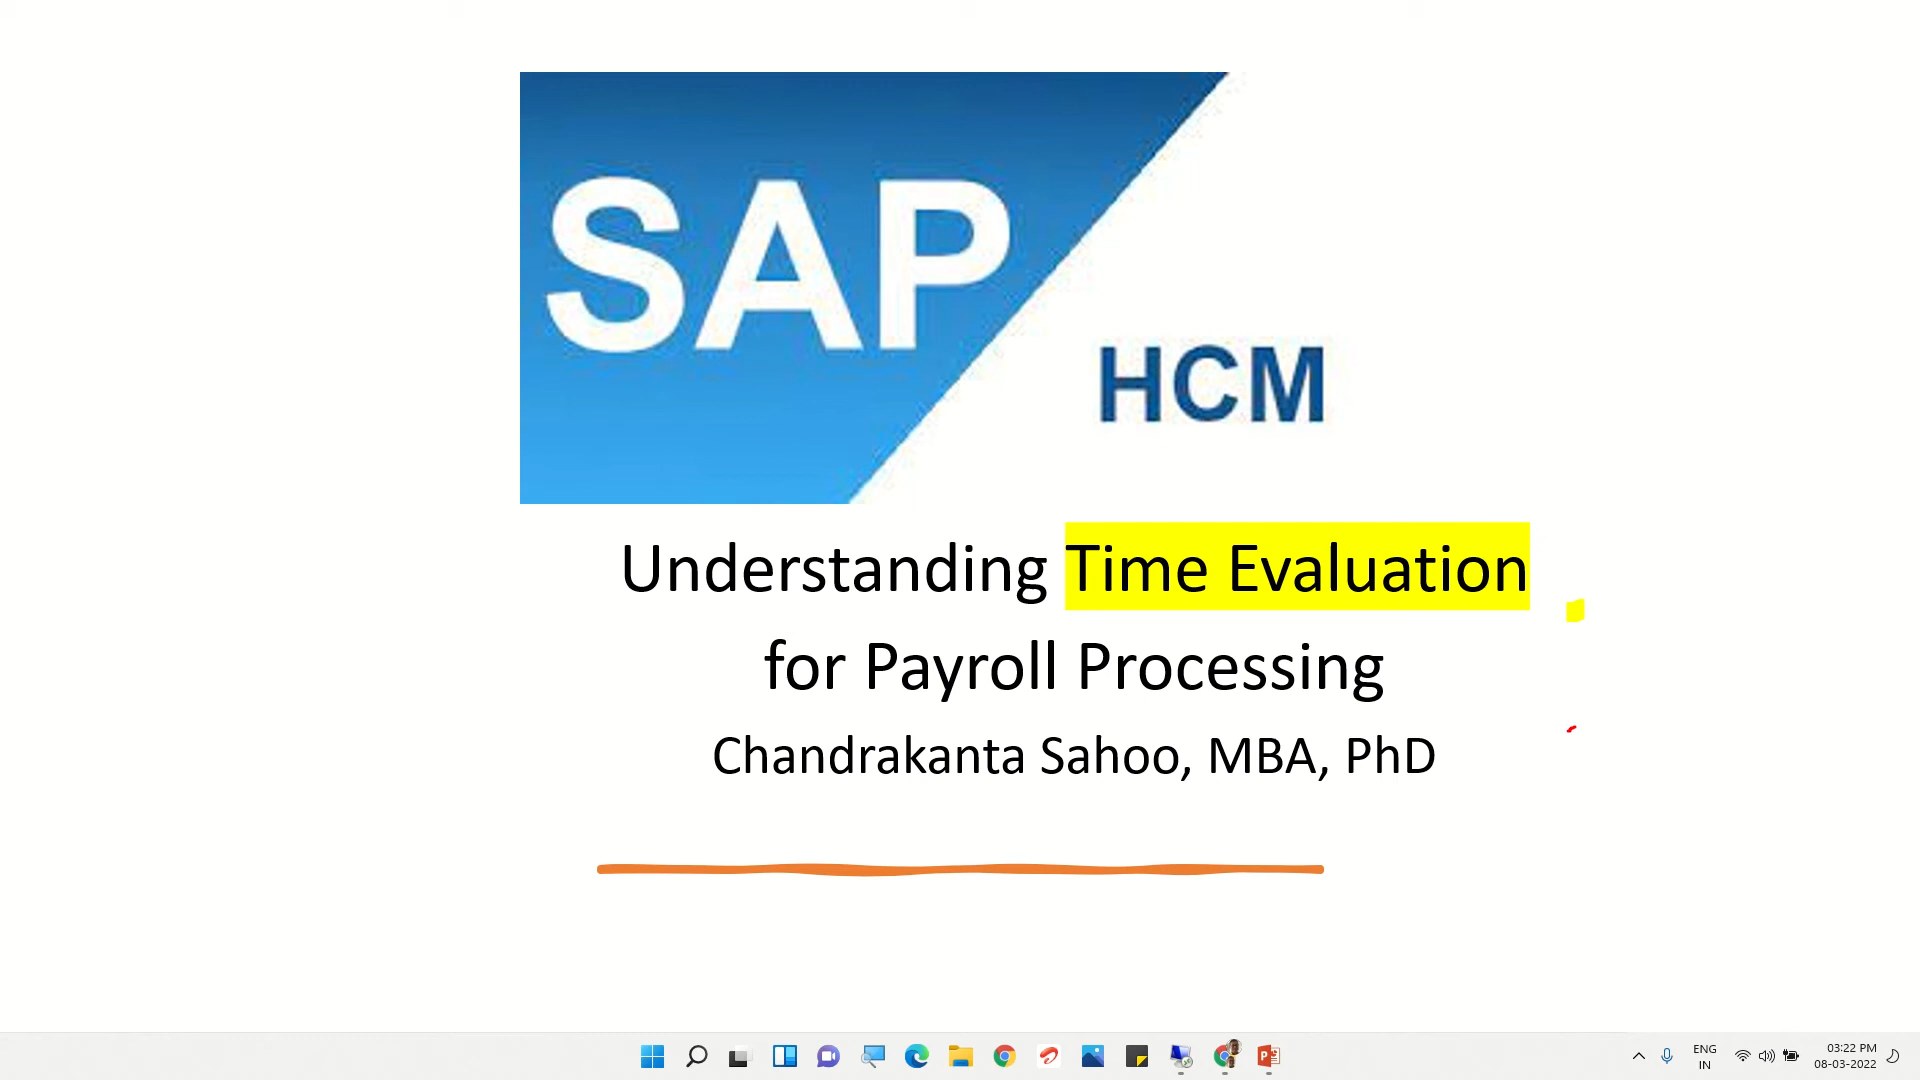 SAP
HCM
Understanding Time Evaluation
for Payroll Processing
Chandrakanta Sahoo, MBA, PhD
ENG
IN
03:22 PM
08-03-2022